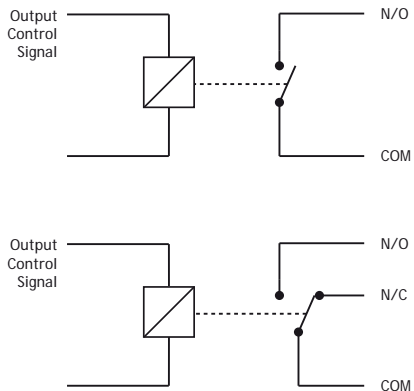 Output
Control
Signal
N/O
COM
Output
Control
Signal
N/O
N/C
COM